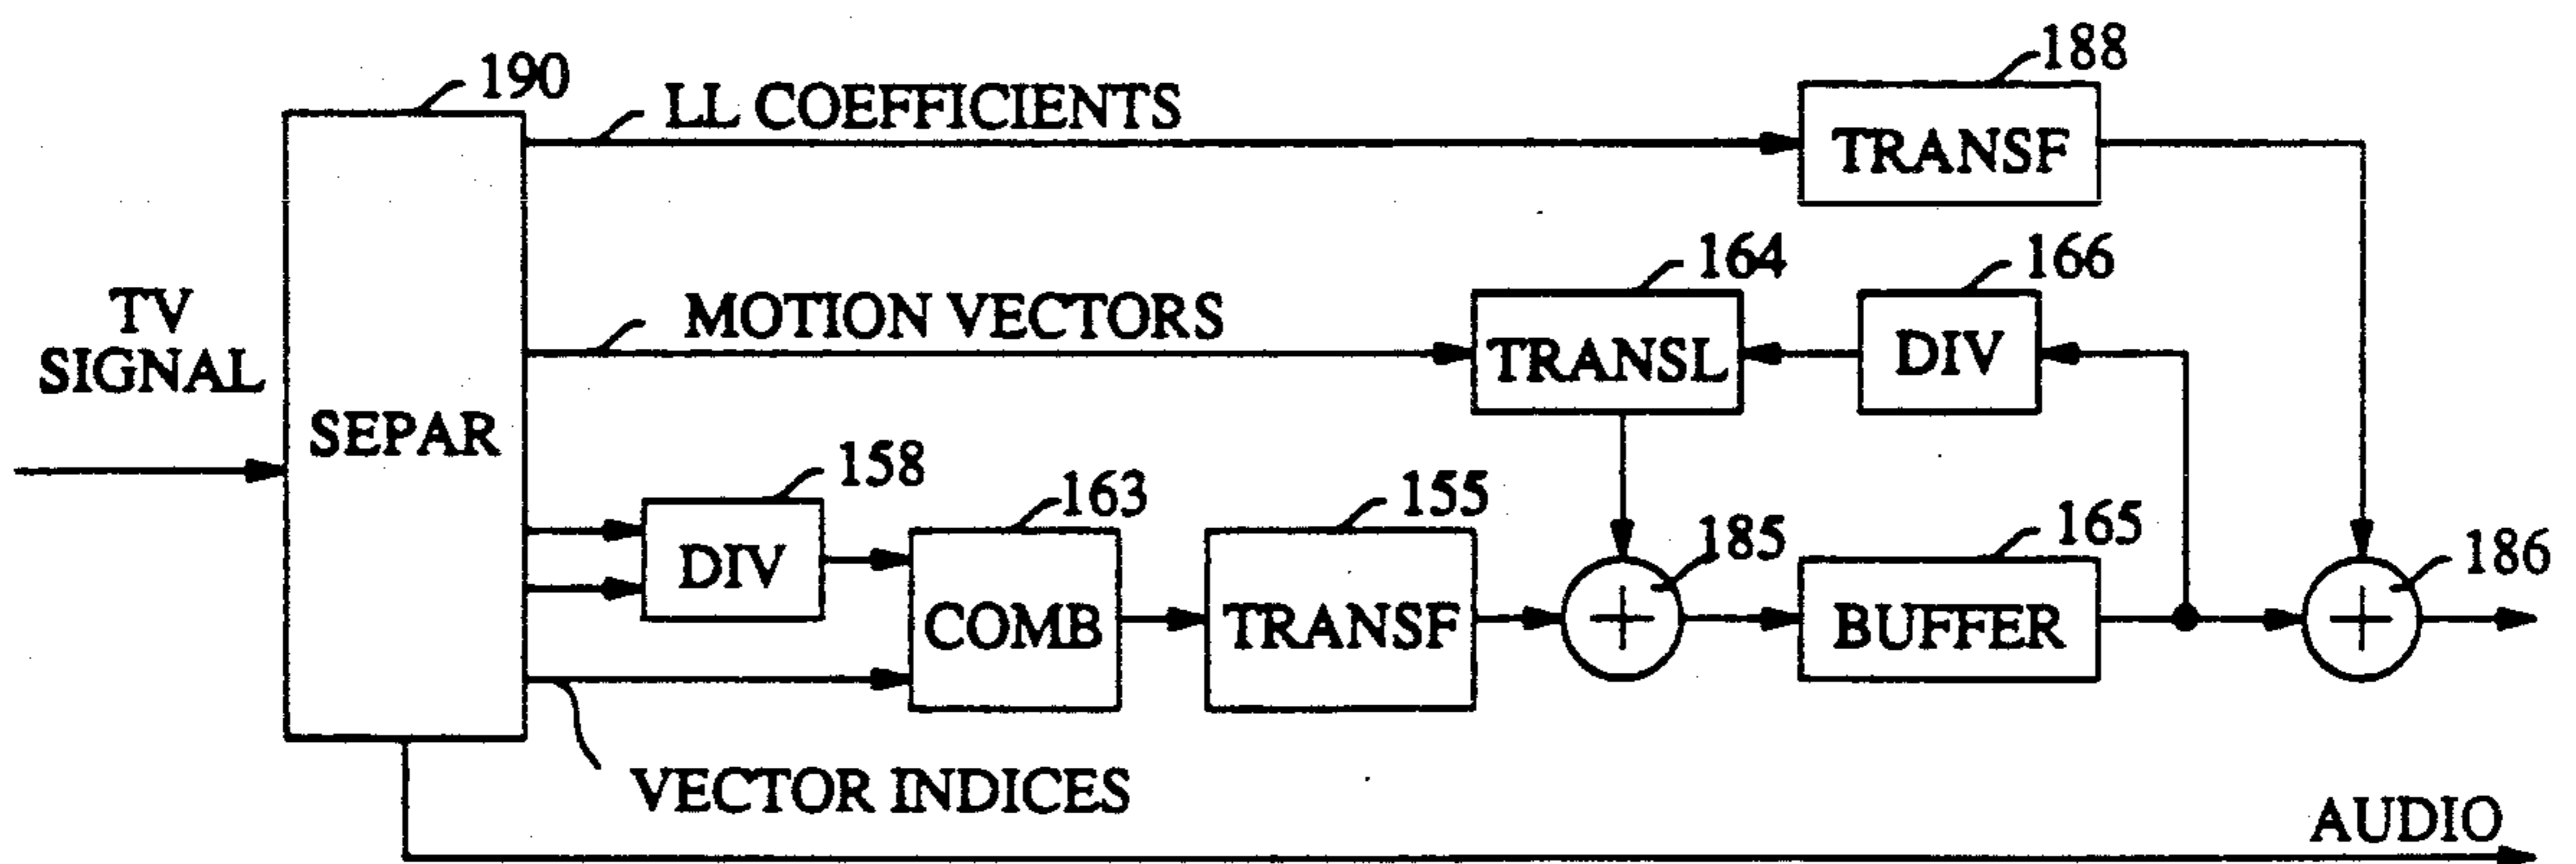 190
188
LL COEFFICIENTS
TRANSF
164
166
TV
SIGNAL
MOTION VECTORS
TRANSL
DIV
SEPAR
158
163
155
185
165
186
DIV
COMB
TRANSF
BUFFER
VECTOR INDICES
AUDIO